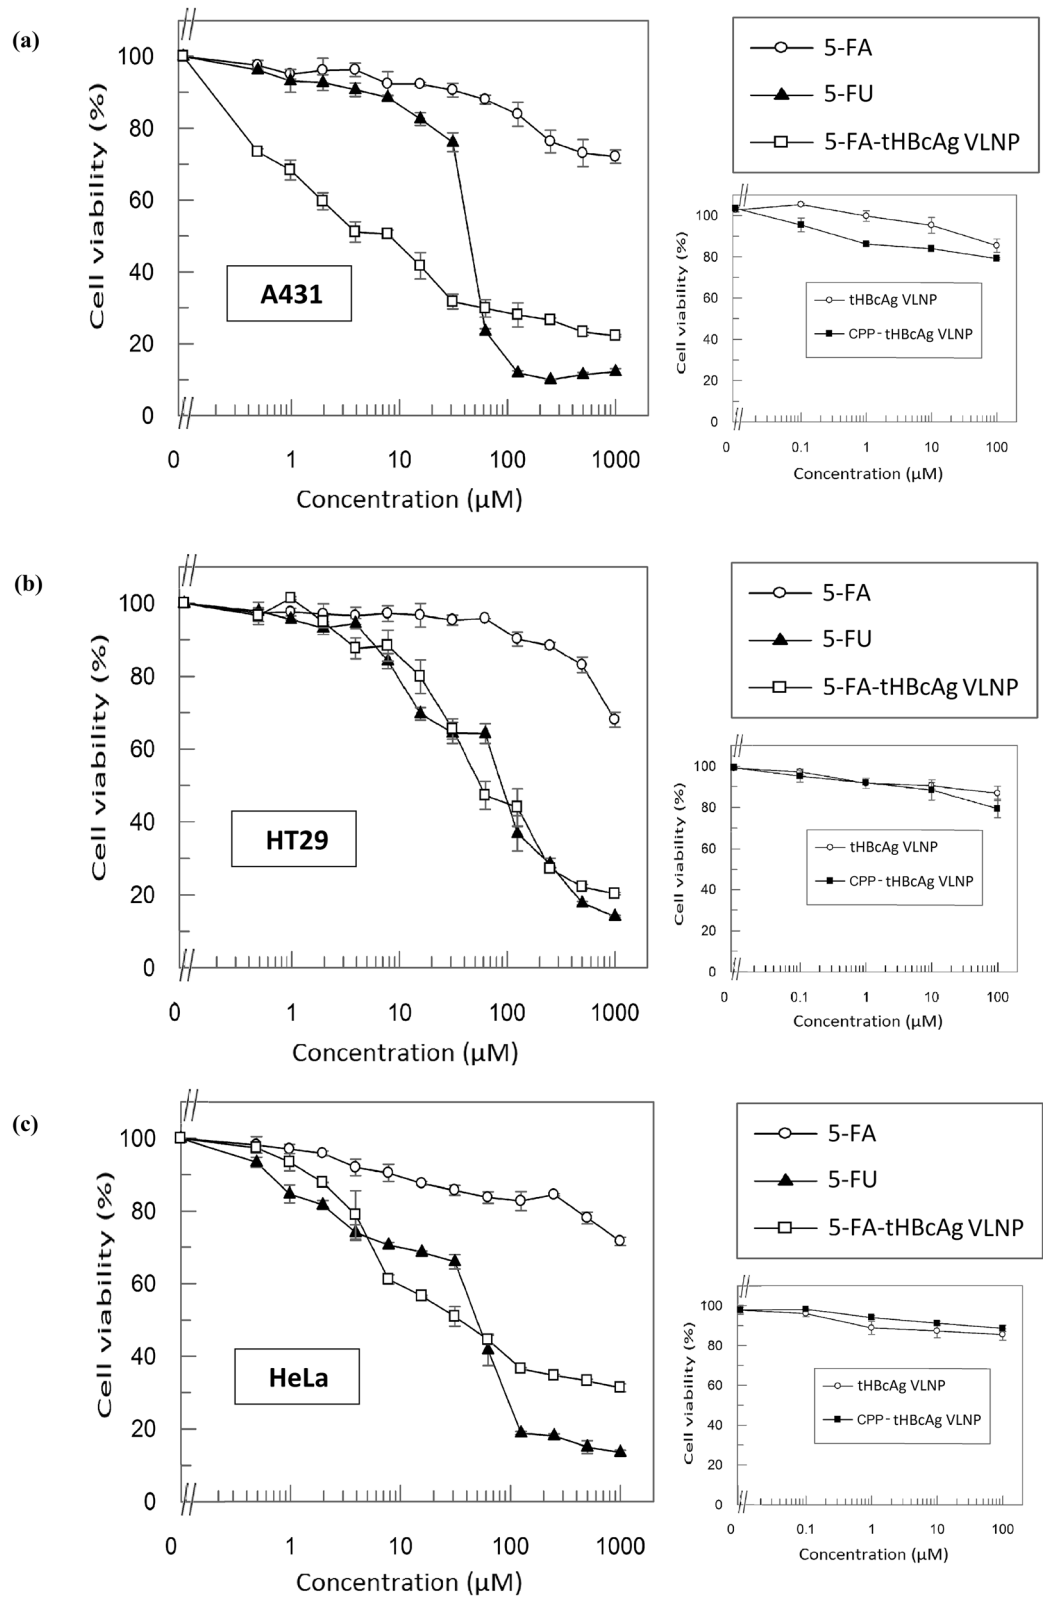 (a)
100
80
60
40
20
0
Cell viability (%)
A431
0 1 10 100 1000
Concentration (µM)
5-FA
5-FU
5-FA-tHBcAg VLNP
100
80
60
40
20
0
Cell viability (%)
tHBcAg VLNP
CPP- tHBcAg VLNP
0 0.1 1 10 100
Concentration (µM)
(b)
100
80
60
40
20
0
Cell viability (%)
HT29
0 1 10 100 1000
Concentration (µM)
5-FA
5-FU
5-FA-tHBcAg VLNP
100
80
60
40
20
0
Cell viability (%)
tHBcAg VLNP
CPP- tHBcAg VLNP
0 0.1 1 10 100
Concentration (µM)
(c)
100
80
60
40
20
0
Cell viability (%)
HeLa
0 1 10 100 1000
Concentration (µM)
5-FA
5-FU
5-FA-tHBcAg VLNP
100
80
60
40
20
0
Cell viability (%)
tHBcAg VLNP
CPP- tHBcAg VLNP
0 0.1 1 10 100
Concentration (µM)